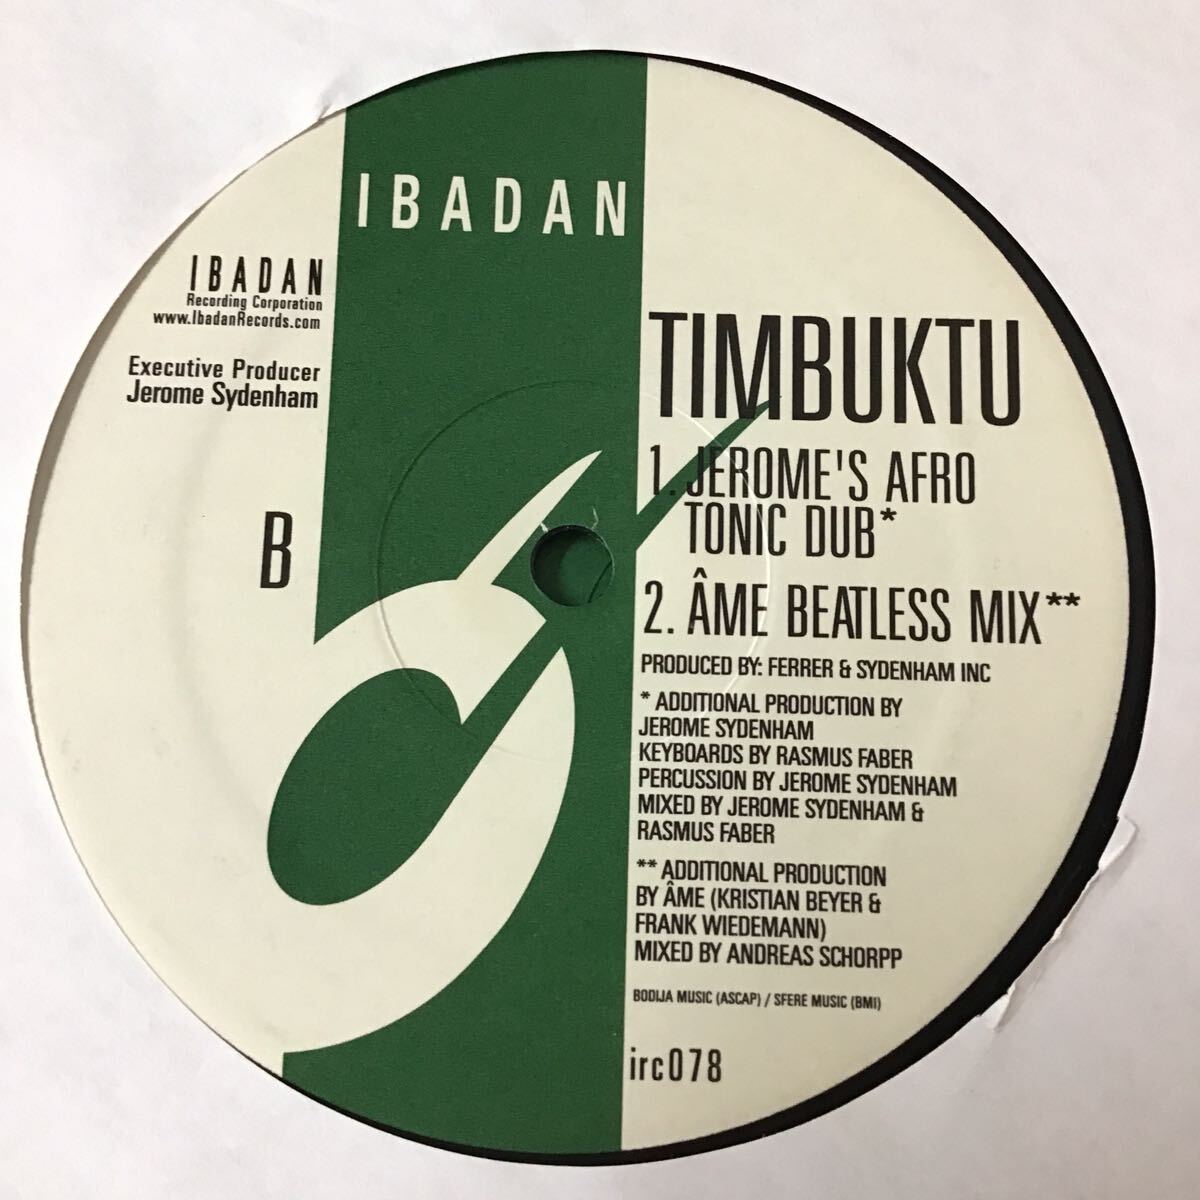 IBADAN
IBADAN
Recording Corporation
www.IbadanRecords.com
Executive Producer
Jerome Sydenham
B
TIMBUKTU
1. JEROME'S AFRO
TONIC DUB*
2. ÂME BEATLESS MIX**
PRODUCED BY: FERRER & SYDENHAM INC
* ADDITIONAL PRODUCTION BY
JEROME SYDENHAM
KEYBOARDS BY RASMUS FABER
PERCUSSION BY JEROME SYDENHAM
MIXED BY JEROME SYDENHAM &
RASMUS FABER
** ADDITIONAL PRODUCTION
BY ÂME (KRISTIAN BEYER &
FRANK WIEDEMANN)
MIXED BY ANDREAS SCHORPP
BODIJA MUSIC (ASCAP) / SFERE MUSIC (BMI)
irc078